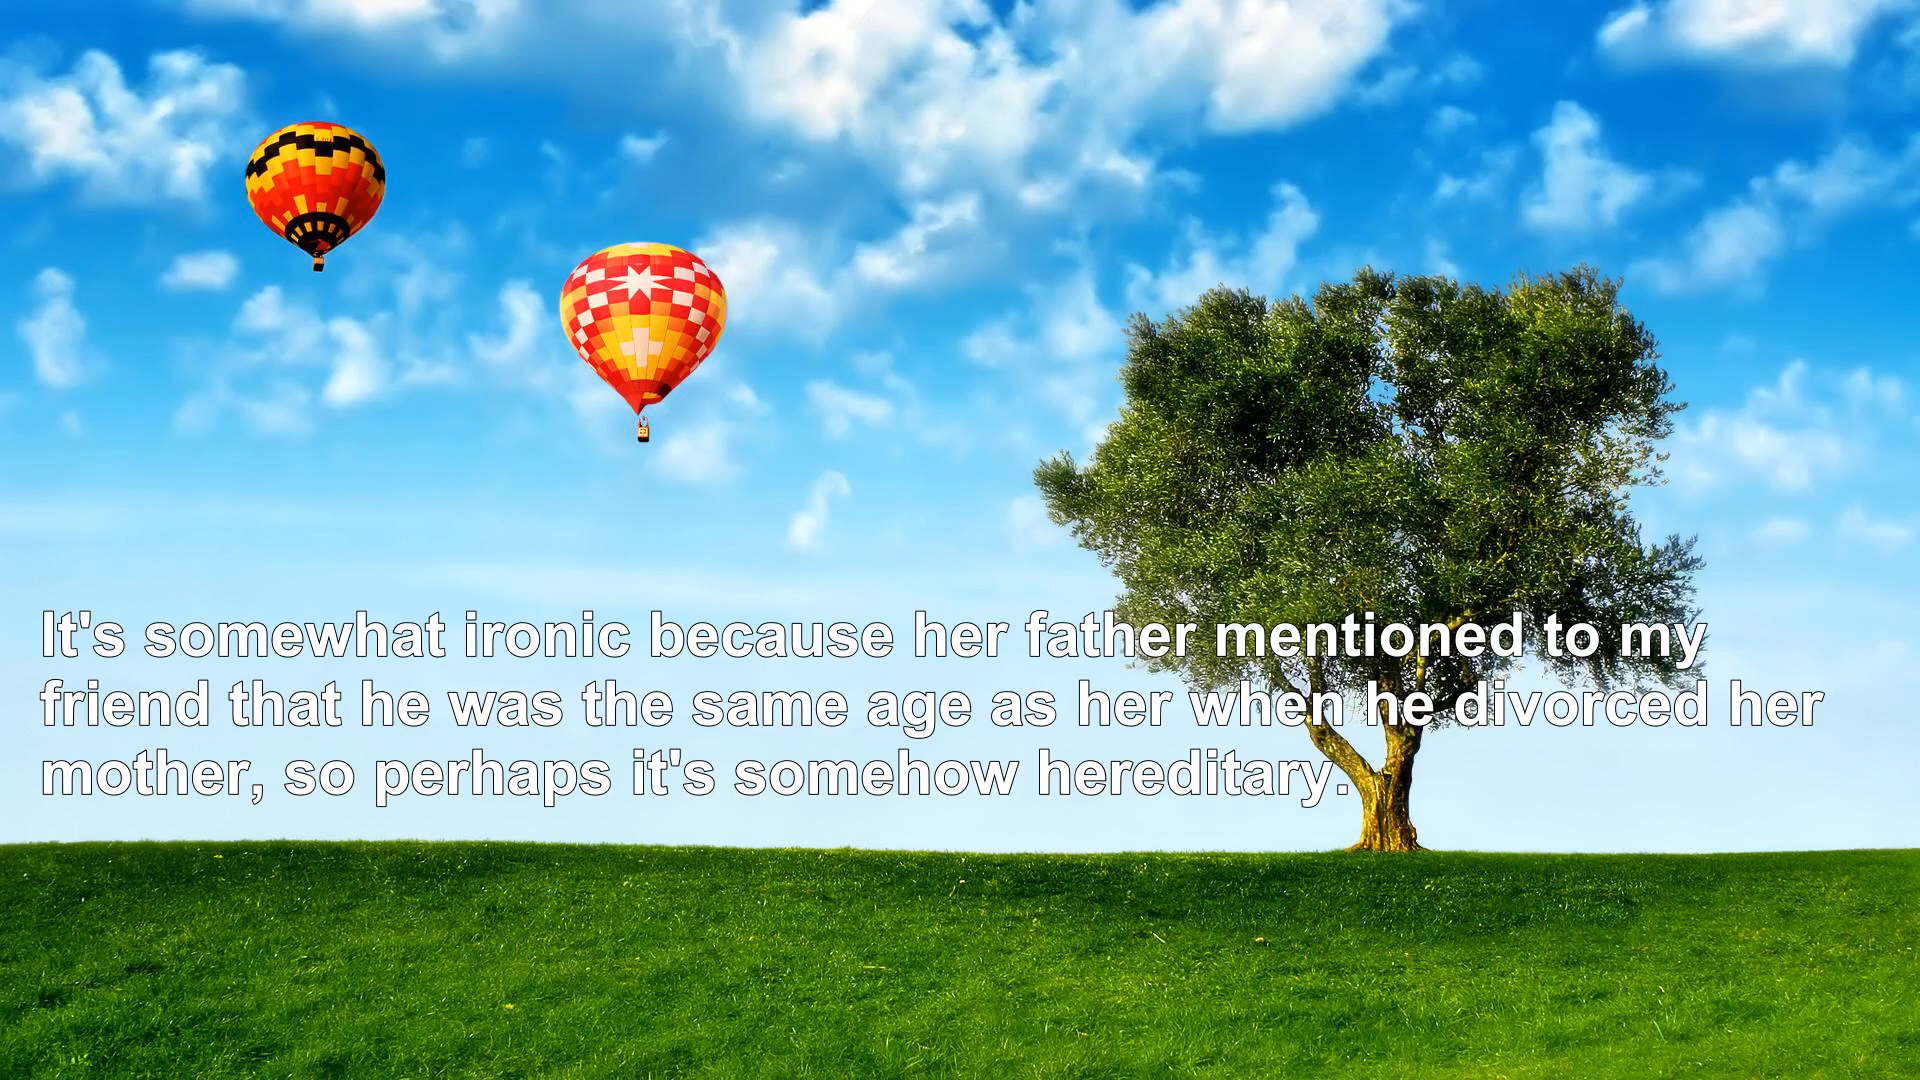 It's somewhat ironic because her father mentioned to my
friend that he was the same age as her when he divorced her
mother, so perhaps it's somehow hereditary.